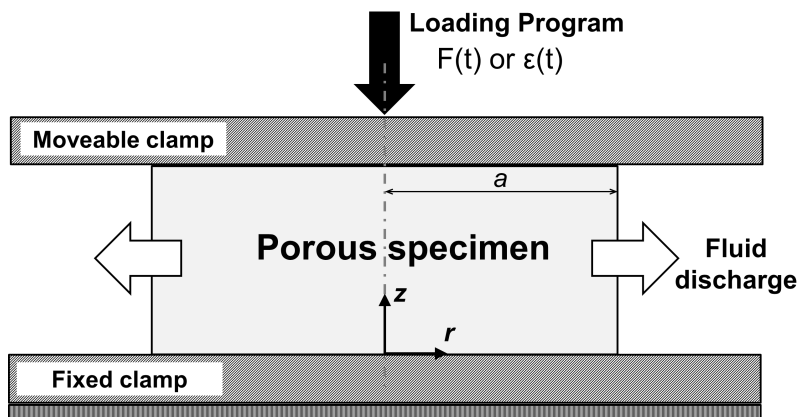 Loading Program
F(t) or ε(t)
Moveable clamp
a
Porous specimen
Fluid
discharge
z
r
Fixed clamp